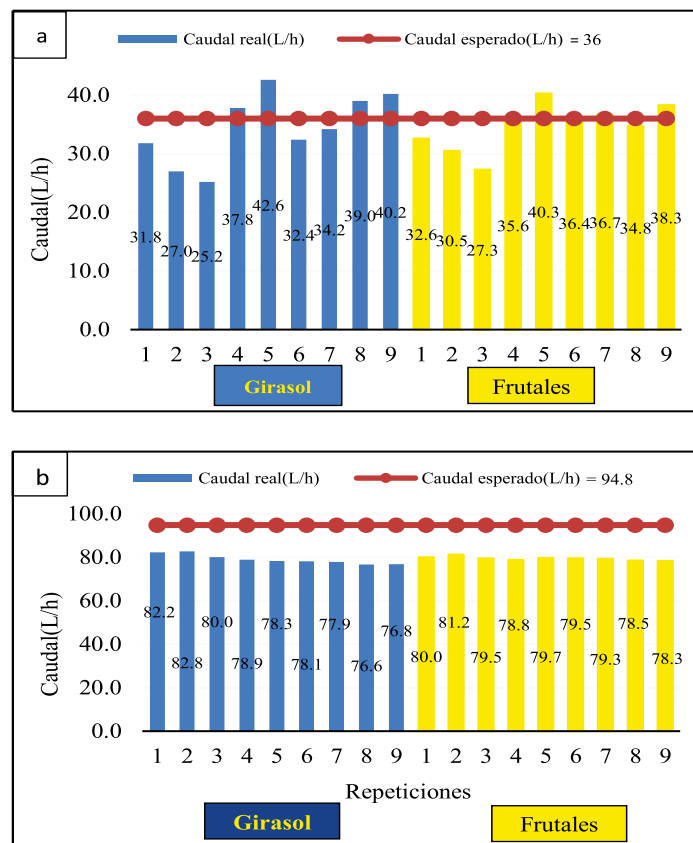 a
Caudal real(L/h)
Caudal esperado(L/h) = 36
Caudal(L/h)
40.0
30.0
20.0
10.0
0.0
31.8 27.0 25.2 37.8 42.6 32.4 34.2 39.0 40.2 32.6 30.5 27.3 35.6 40.3 36.4 36.7 34.8 38.3
1 2 3 4 5 6 7 8 9 1 2 3 4 5 6 7 8 9
Girasol
Frutales
b
Caudal real(L/h)
Caudal esperado(L/h) = 94.8
Caudal(L/h)
100.0
80.0
60.0
40.0
20.0
0.0
82.2 82.8 80.0 78.9 78.3 78.1 77.9 76.6 76.8 80.0 81.2 79.5 78.8 79.7 79.5 79.3 78.5 78.3
1 2 3 4 5 6 7 8 9 1 2 3 4 5 6 7 8 9
Repeticiones
Girasol
Frutales